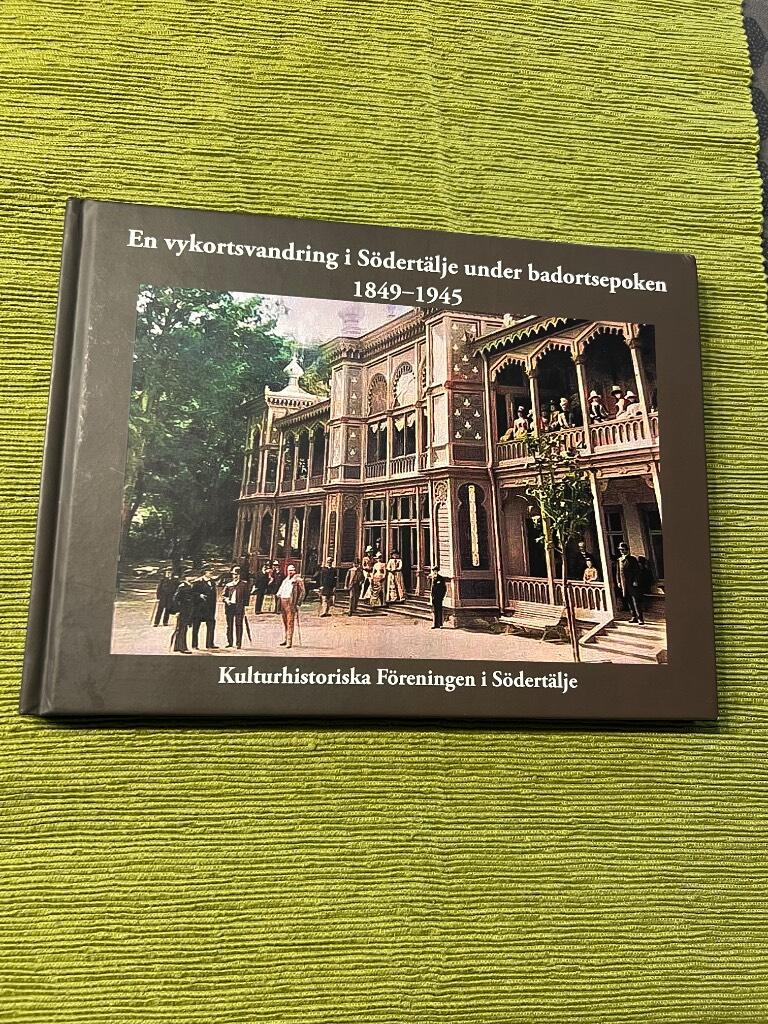 En vykortsvandring i Södertälje under badortsepoken
1849–1945
Kulturhistoriska Föreningen i Södertälje